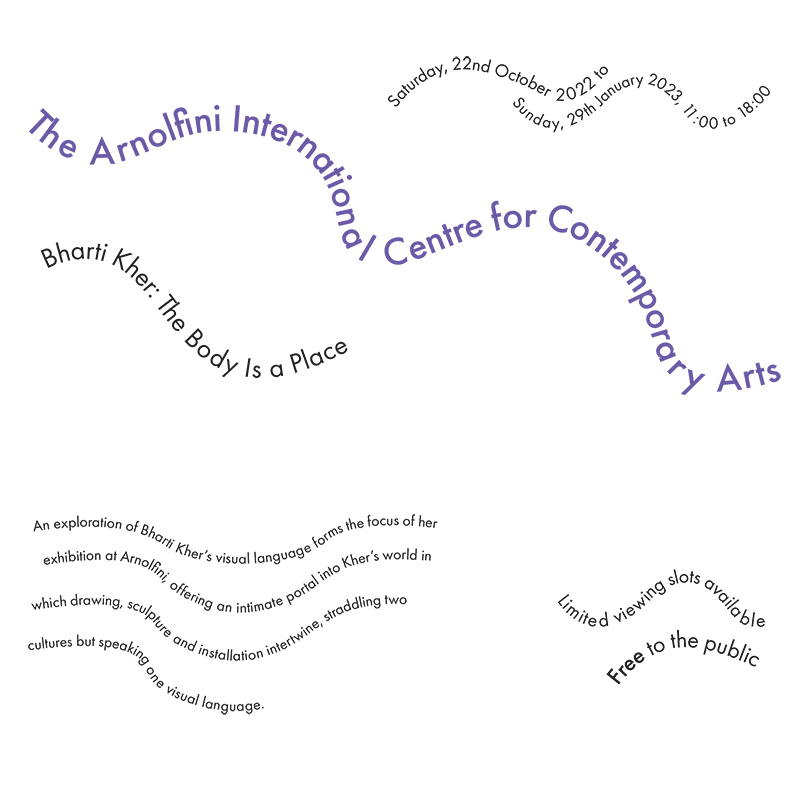 Saturday, 22nd October 2022 to
Sunday, 29th January 2023, 11:00 to 18:00
The Arnolfini International Centre for Contemporary Arts
Bharti Kher: The Body Is a Place
An exploration of Bharti Kher's visual language forms the focus of her
exhibition at Arnolfini, offering an intimate portal into Kher's world in
which drawing, sculpture and installation intertwine, straddling two
cultures but speaking one visual language.
Limited viewing slots available
Free to the public